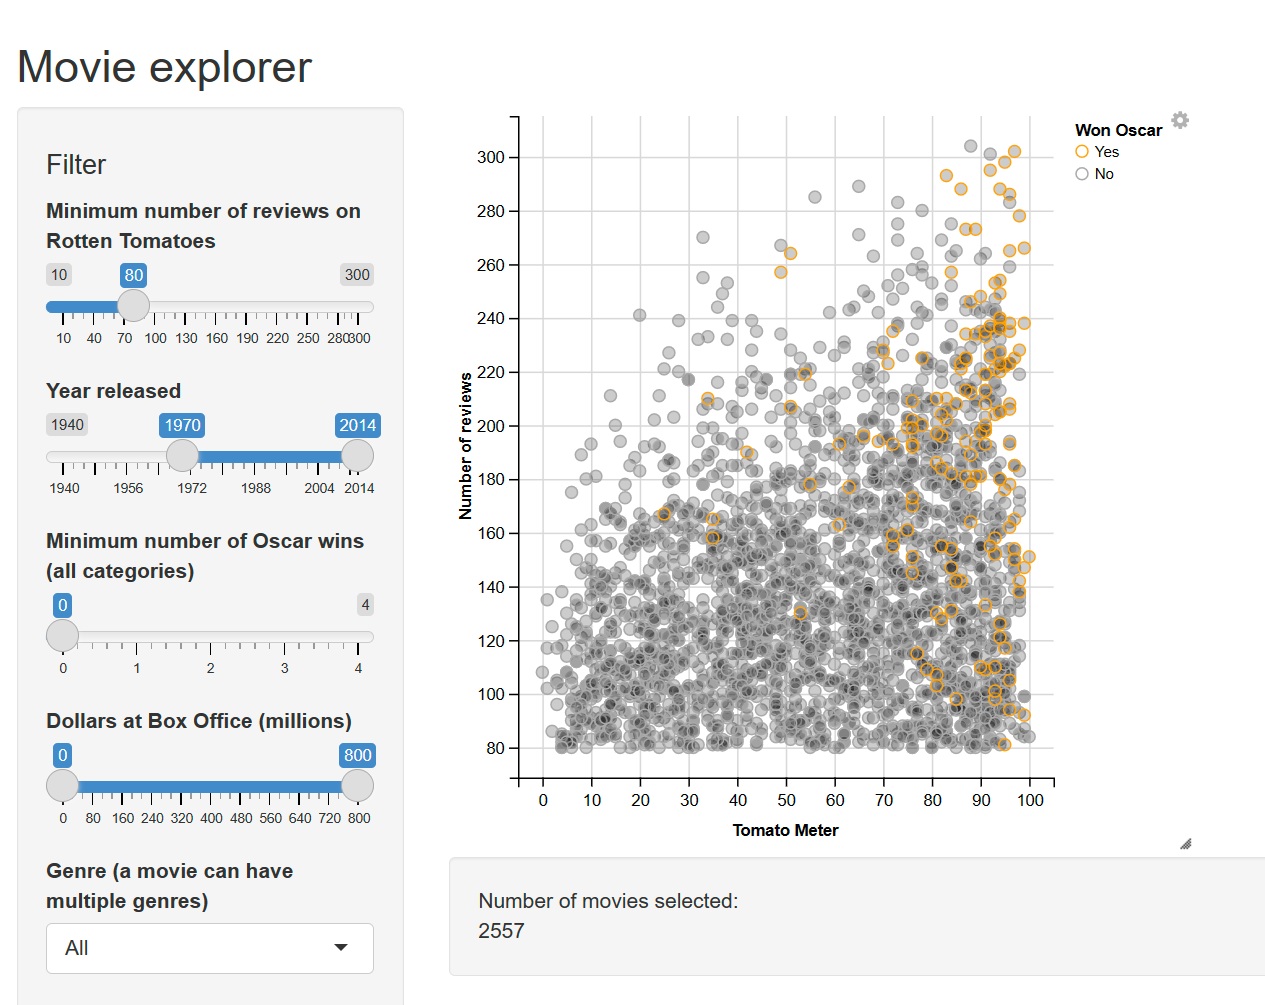 Movie explorer
Filter
Minimum number of reviews on
Rotten Tomatoes
10 80 300
10 40 70 100 130 160 190 220 250 280 300
Year released
1940 1970 2014
1940 1956 1972 1988 2004 2014
Minimum number of Oscar wins
(all categories)
0 4
0 1 2 3 4
Dollars at Box Office (millions)
0 800
0 80 160 240 320 400 480 560 640 720 800
Genre (a movie can have
multiple genres)
All
Number of reviews
300
280
260
240
220
200
180
160
140
120
100
80
0 10 20 30 40 50 60 70 80 90 100
Tomato Meter
Won Oscar
Yes
No
Number of movies selected:
2557